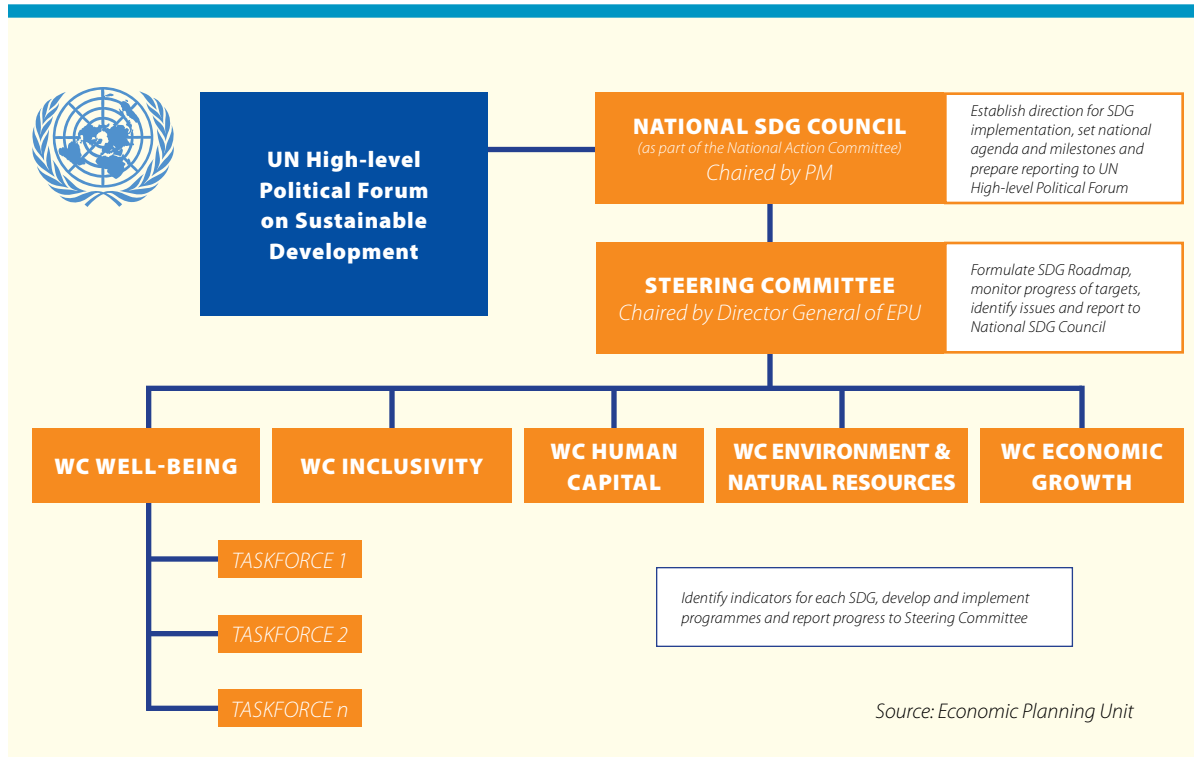 UN High-level
Political Forum
on Sustainable
Development
NATIONAL SDG COUNCIL
(as part of the National Action Committee)
Chaired by PM
Establish direction for SDG
implementation, set national
agenda and milestones and
prepare reporting to UN
High-level Political Forum
STEERING COMMITTEE
Chaired by Director General of EPU
Formulate SDG Roadmap,
monitor progress of targets,
identify issues and report to
National SDG Council
WC WELL-BEING
WC INCLUSIVITY
WC HUMAN
CAPITAL
WC ENVIRONMENT &
NATURAL RESOURCES
WC ECONOMIC
GROWTH
TASKFORCE 1
TASKFORCE 2
TASKFORCE n
Identify indicators for each SDG, develop and implement
programmes and report progress to Steering Committee
Source: Economic Planning Unit